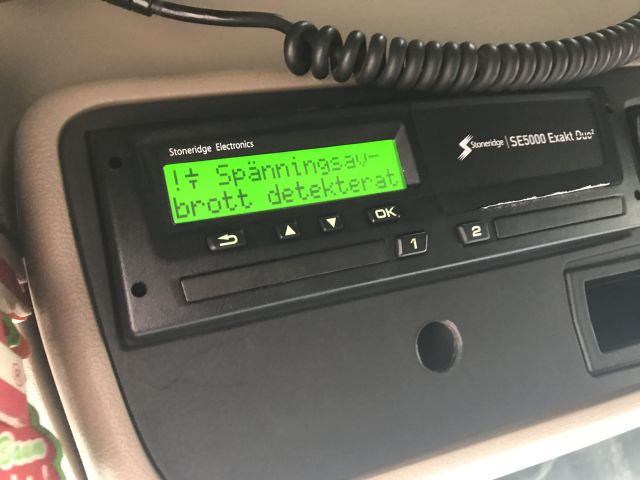 Stoneridge Electronics
Stoneridge | SE5000 Exakt Duo²
! Spänningsav-
brott detekterat
OK
1
2